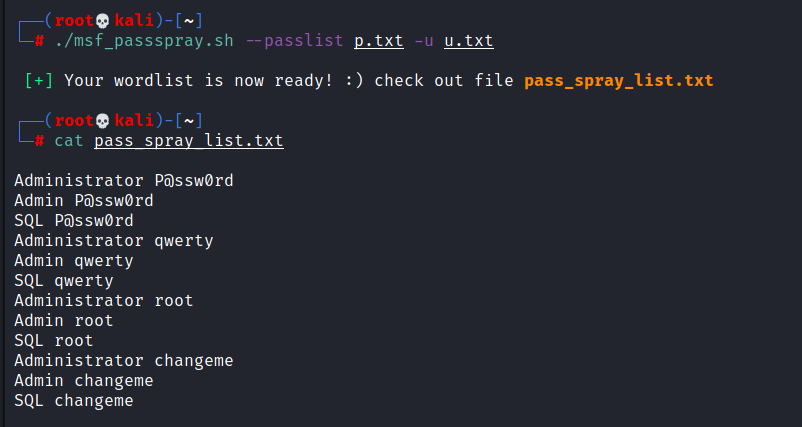 ┌──(root💀kali)-[~]
└─# ./msf_passspray.sh --passlist p.txt -u u.txt
[+] Your wordlist is now ready! :) check out file pass_spray_list.txt
┌──(root💀kali)-[~]
└─# cat pass_spray_list.txt
Administrator P@ssw0rd
Admin P@ssw0rd
SQL P@ssw0rd
Administrator qwerty
Admin qwerty
SQL qwerty
Administrator root
Admin root
SQL root
Administrator changeme
Admin changeme
SQL changeme